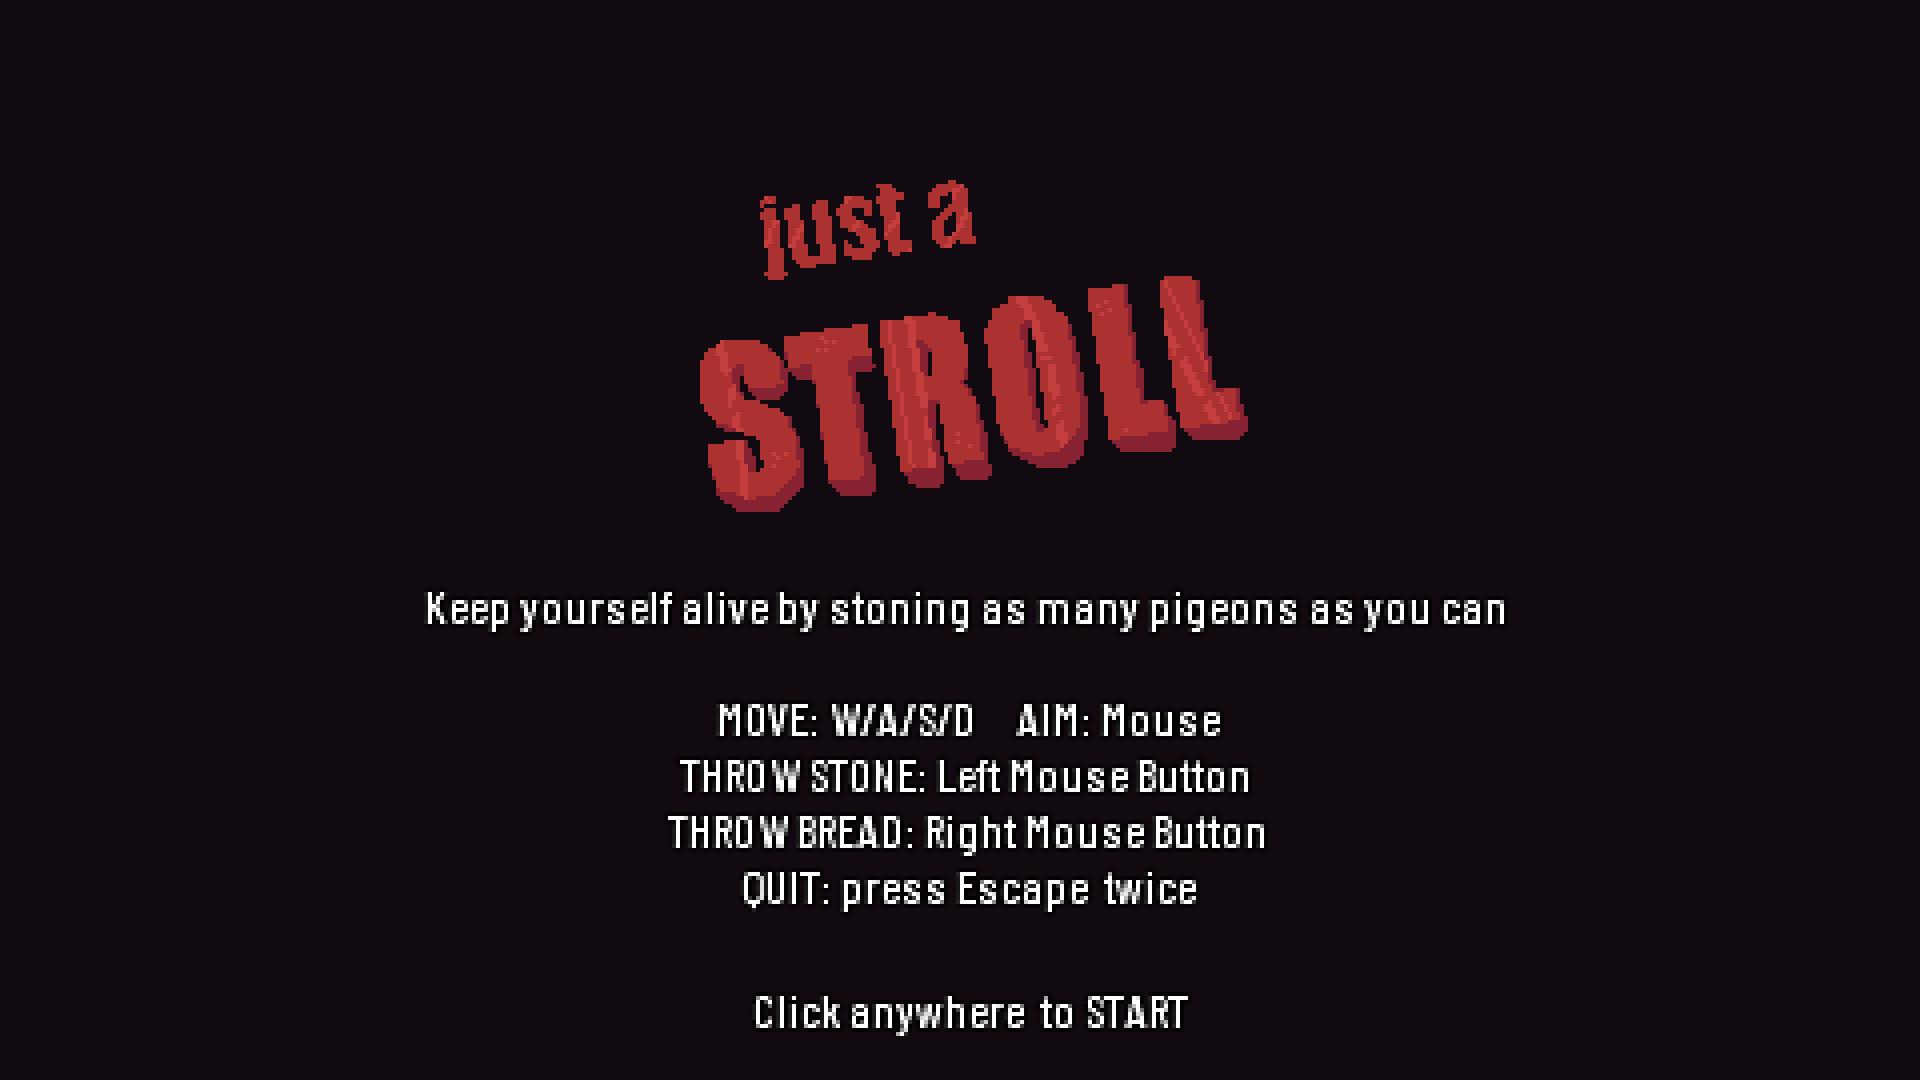 just a
STROLL
Keep yourself alive by stoning as many pigeons as you can
MOVE: W/A/S/D AIM: Mouse
THROW STONE: Left Mouse Button
THROW BREAD: Right Mouse Button
QUIT: press Escape twice
Click anywhere to START